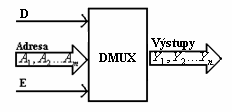 D
Adresa
A1, A2...An
E
DMUX
Výstupy
Y1, Y2...Yn